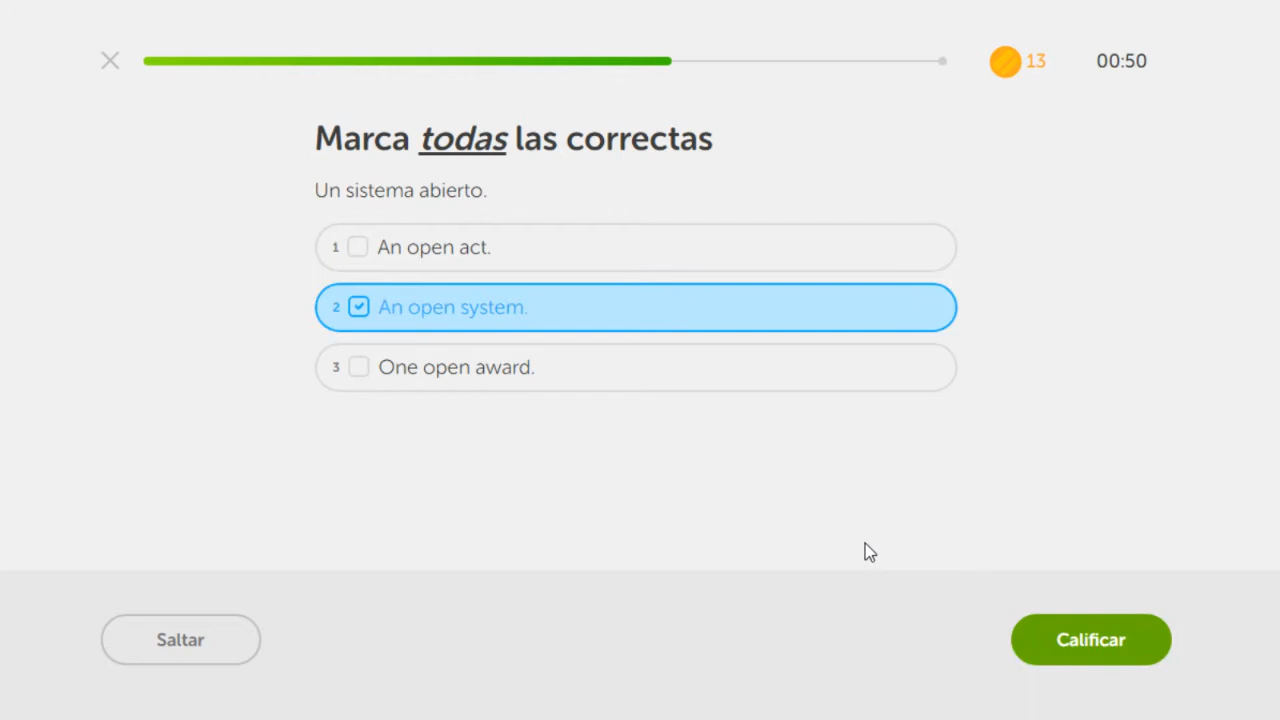 13
00:50
Marca todas las correctas
Un sistema abierto.
1 An open act.
2 An open system.
3 One open award.
Saltar
Calificar